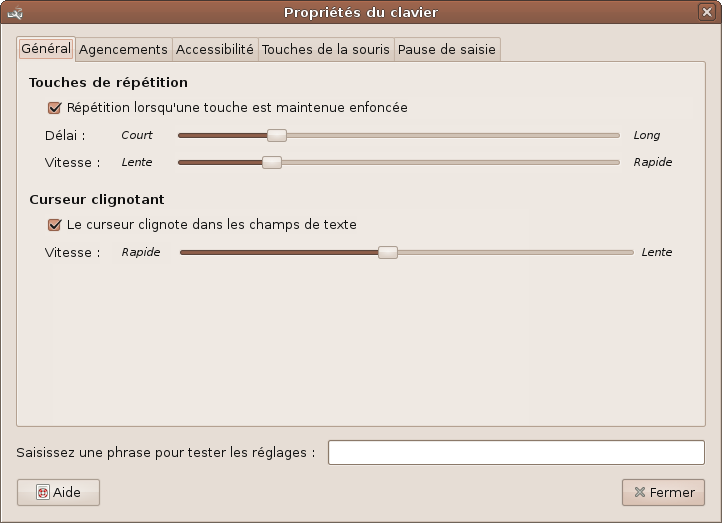 Propriétés du clavier
Général Agencements Accessibilité Touches de la souris Pause de saisie
Touches de répétition
Répétition lorsqu'une touche est maintenue enfoncée
Délai : Court Long
Vitesse : Lente Rapide
Curseur clignotant
Le curseur clignote dans les champs de texte
Vitesse : Rapide Lente
Saisissez une phrase pour tester les réglages :
Aide Fermer